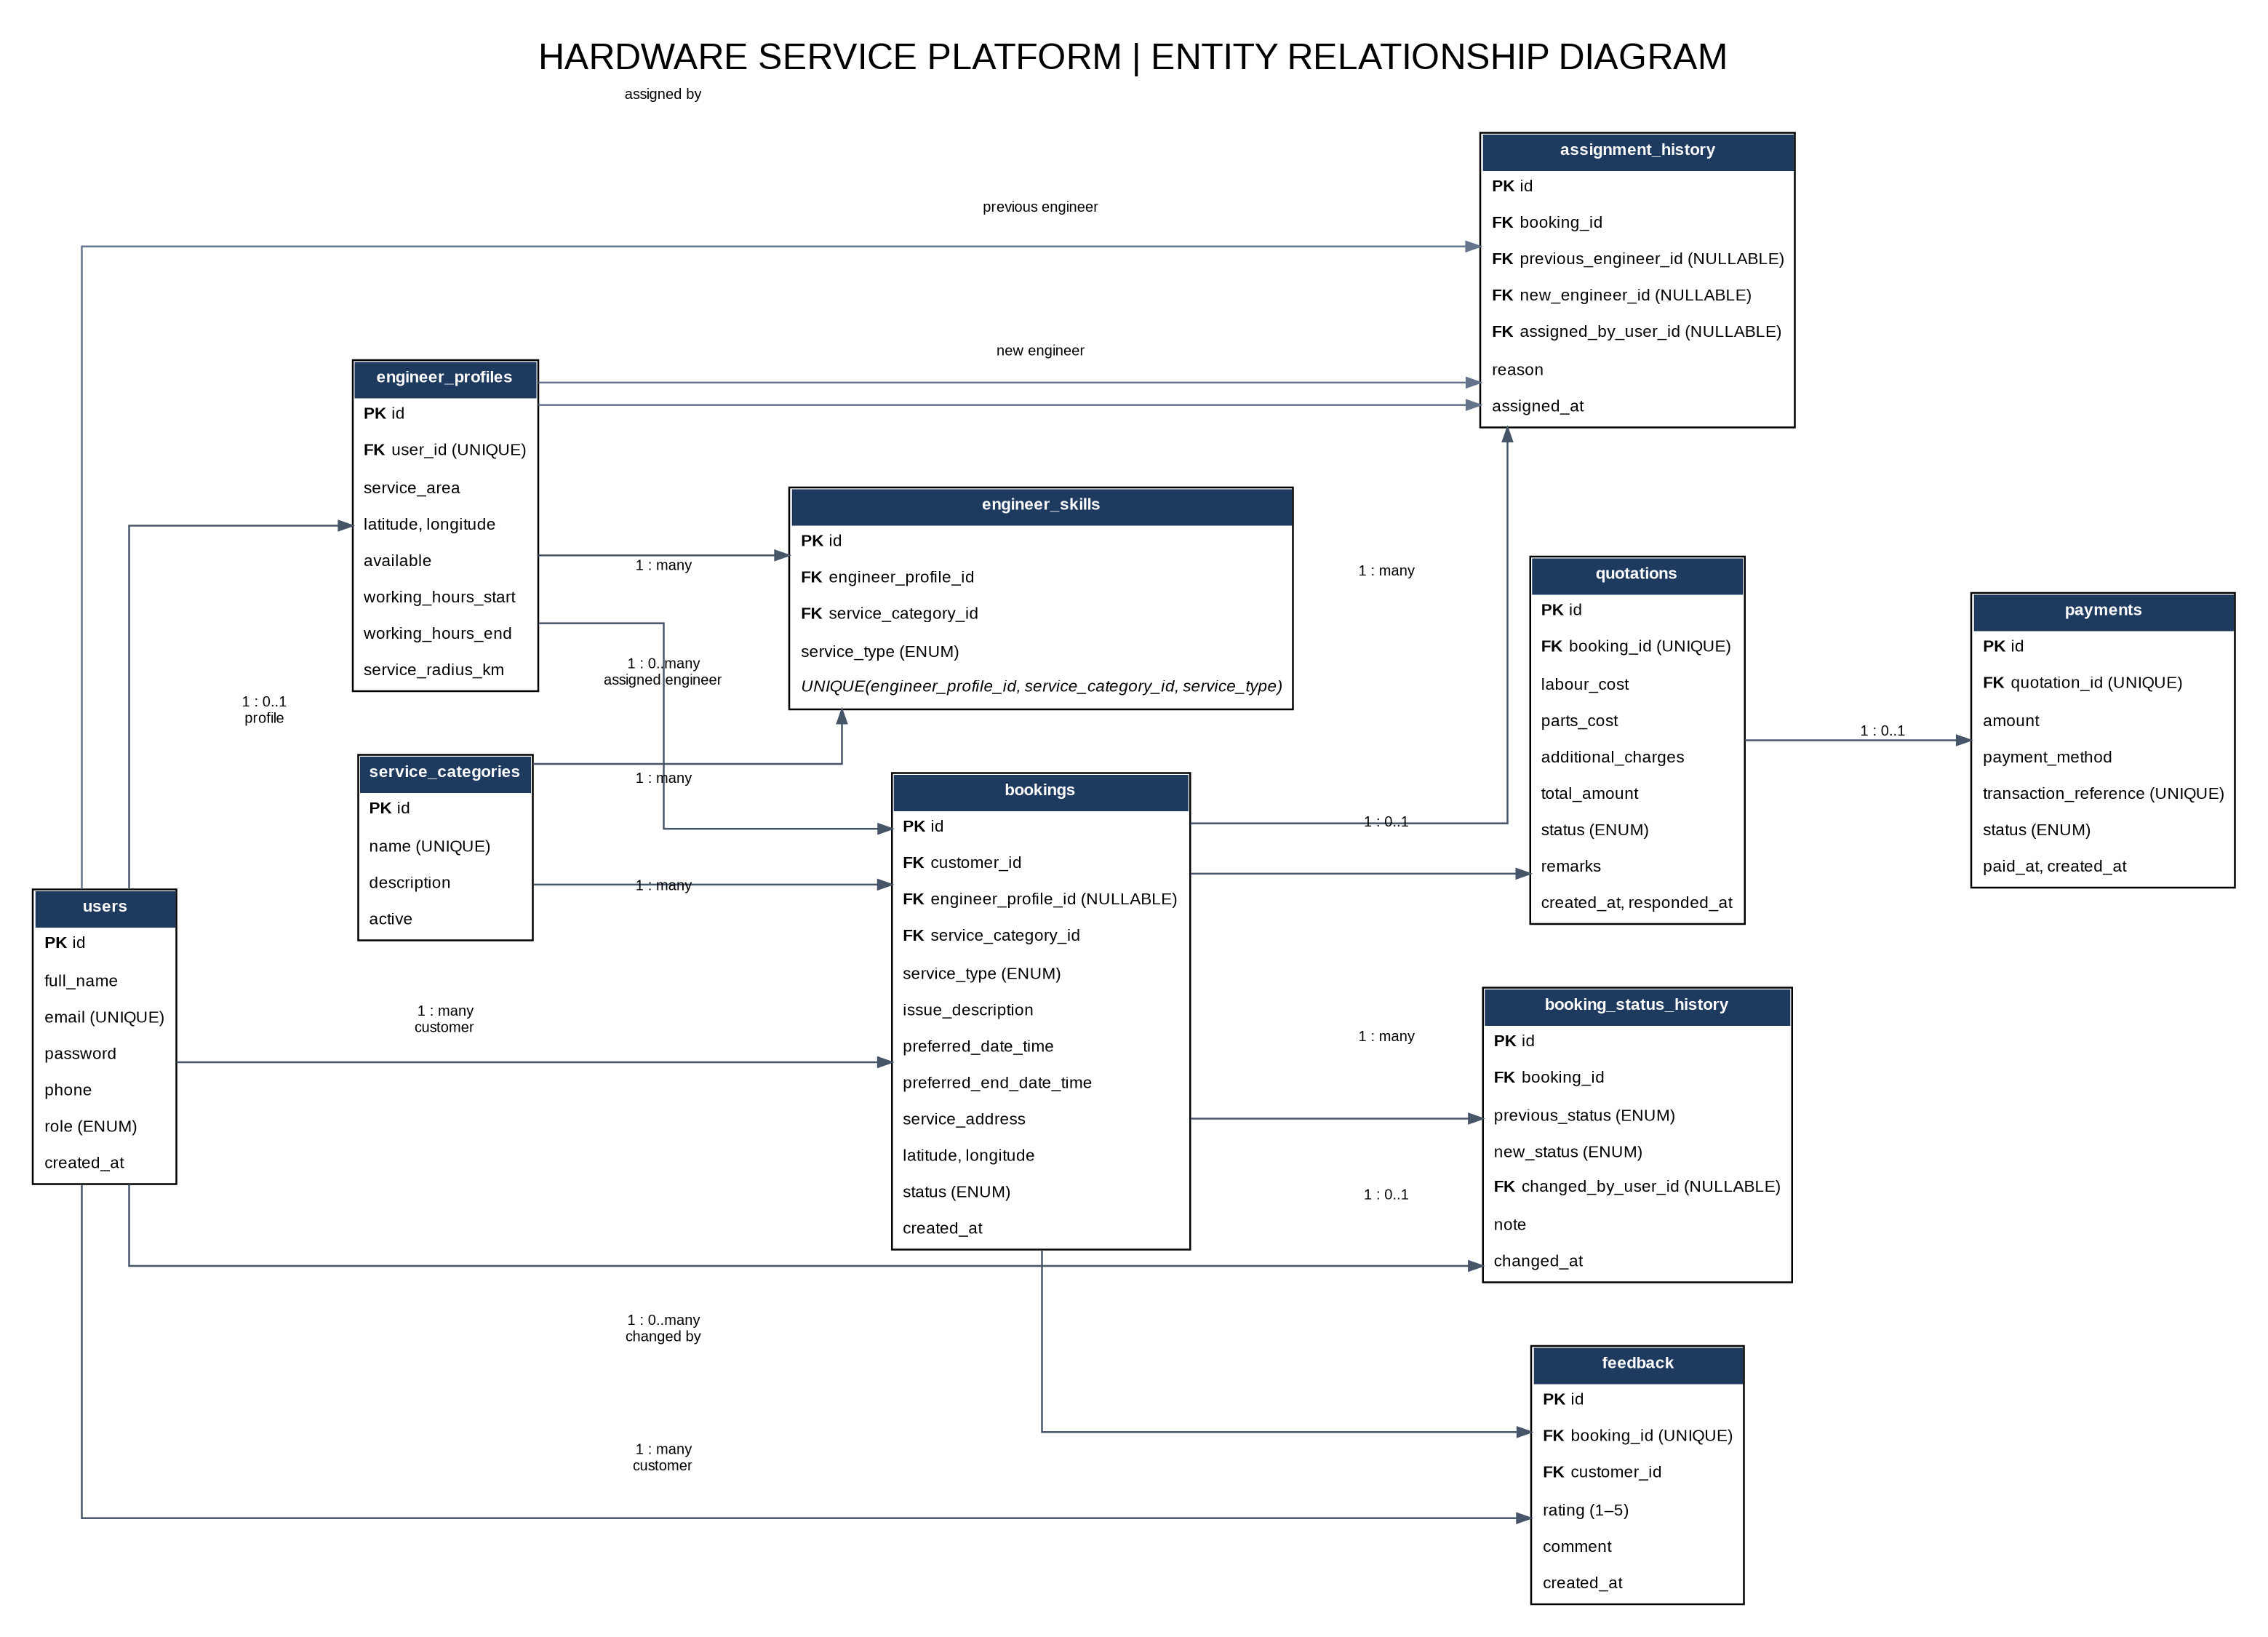 HARDWARE SERVICE PLATFORM | ENTITY RELATIONSHIP DIAGRAM
assigned by
assignment_history
PK id
FK booking_id
FK previous_engineer_id (NULLABLE)
FK new_engineer_id (NULLABLE)
FK assigned_by_user_id (NULLABLE)
reason
assigned_at
previous engineer
new engineer
engineer_profiles
PK id
FK user_id (UNIQUE)
service_area
latitude, longitude
available
working_hours_start
working_hours_end
service_radius_km
engineer_skills
PK id
FK engineer_profile_id
FK service_category_id
service_type (ENUM)
UNIQUE(engineer_profile_id, service_category_id, service_type)
1 : many
1 : 0..many
assigned engineer
1 : many
1 : many
1 : 0..1
profile
1 : many
quotations
PK id
FK booking_id (UNIQUE)
labour_cost
parts_cost
additional_charges
total_amount
status (ENUM)
remarks
created_at, responded_at
1 : 0..1
payments
PK id
FK quotation_id (UNIQUE)
amount
payment_method
transaction_reference (UNIQUE)
status (ENUM)
paid_at, created_at
service_categories
PK id
name (UNIQUE)
description
active
bookings
PK id
FK customer_id
FK engineer_profile_id (NULLABLE)
FK service_category_id
service_type (ENUM)
issue_description
preferred_date_time
preferred_end_date_time
service_address
latitude, longitude
status (ENUM)
created_at
1 : 0..1
users
PK id
full_name
email (UNIQUE)
password
phone
role (ENUM)
created_at
1 : many
customer
1 : many
1 : 0..1
booking_status_history
PK id
FK booking_id
previous_status (ENUM)
new_status (ENUM)
FK changed_by_user_id (NULLABLE)
note
changed_at
1 : 0..many
changed by
1 : many
customer
feedback
PK id
FK booking_id (UNIQUE)
FK customer_id
rating (1–5)
comment
created_at